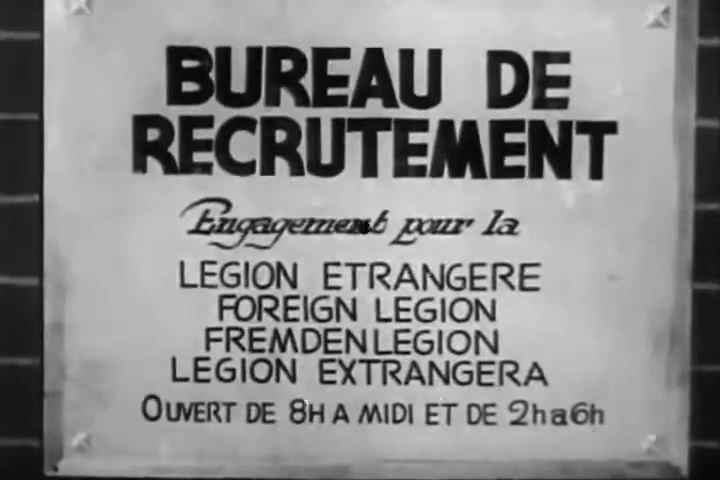 BUREAU DE
RECRUTEMENT
Engagement pour la
LEGION ETRANGERE
FOREIGN LEGION
FREMDENLEGION
LEGION EXTRANGERA
OUVERT DE 8H A MIDI ET DE 2h a 6h